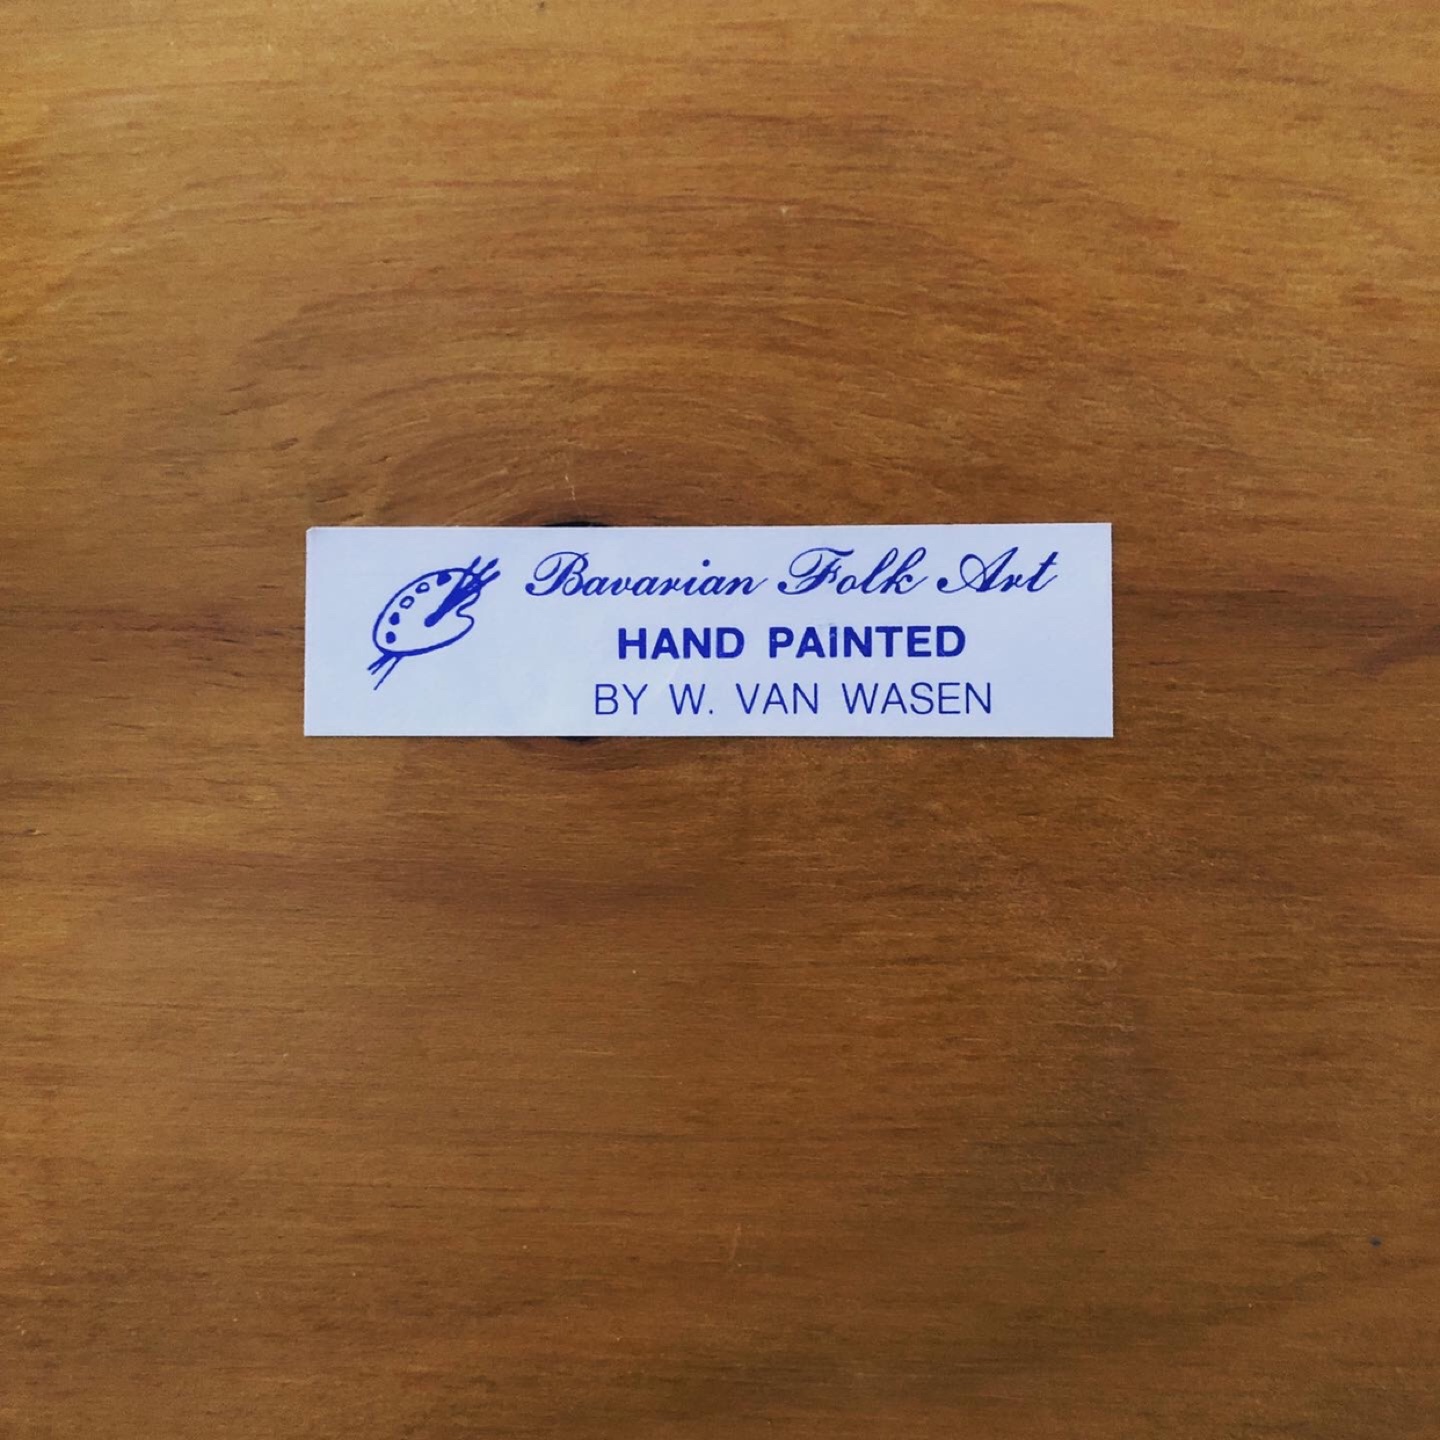 Bavarian Folk Art
HAND PAINTED
BY W. VAN WASEN